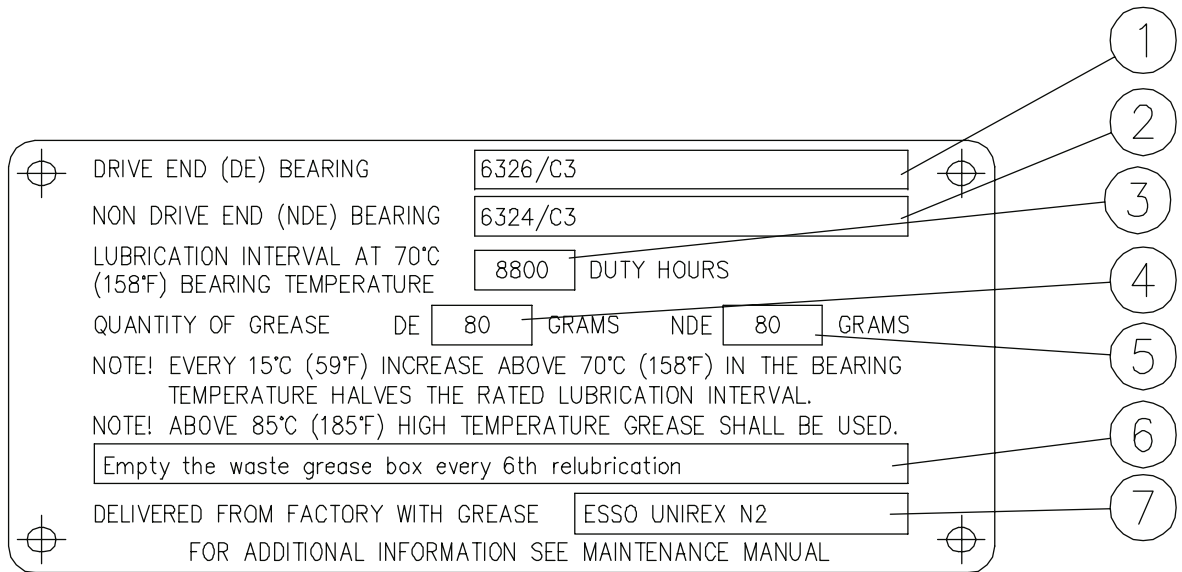 1
DRIVE END (DE) BEARING 6326/C3
2
NON DRIVE END (NDE) BEARING 6324/C3
3
LUBRICATION INTERVAL AT 70°C
(158°F) BEARING TEMPERATURE 8800 DUTY HOURS
4
QUANTITY OF GREASE DE 80 GRAMS NDE 80 GRAMS
5
NOTE! EVERY 15°C (59°F) INCREASE ABOVE 70°C (158°F) IN THE BEARING
TEMPERATURE HALVES THE RATED LUBRICATION INTERVAL.
NOTE! ABOVE 85°C (185°F) HIGH TEMPERATURE GREASE SHALL BE USED.
6
Empty the waste grease box every 6th relubrication
7
DELIVERED FROM FACTORY WITH GREASE ESSO UNIREX N2
FOR ADDITIONAL INFORMATION SEE MAINTENANCE MANUAL